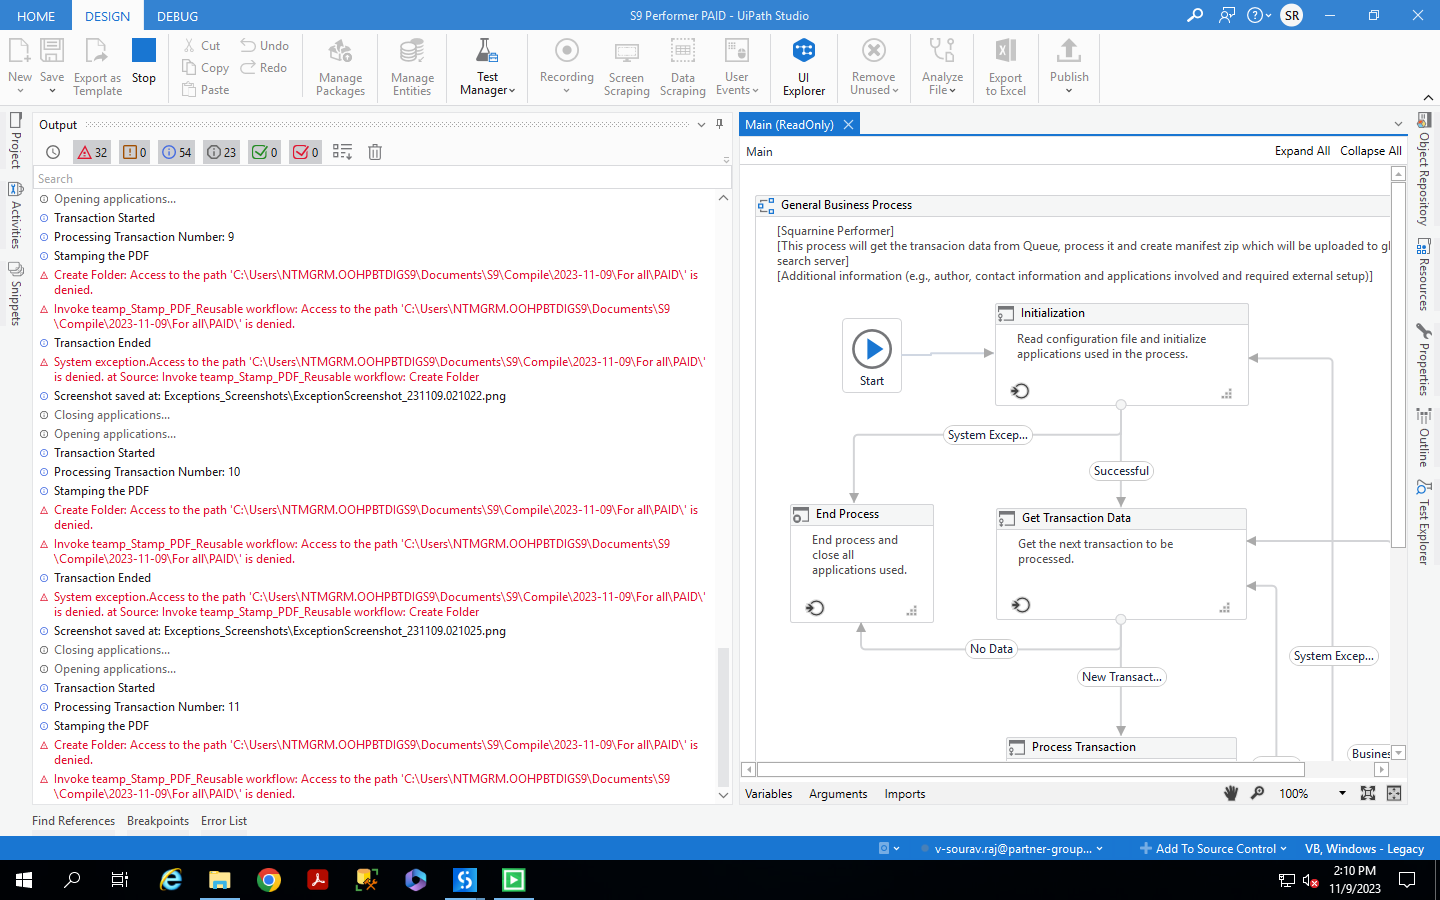 HOME DESIGN DEBUG S9 Performer PAID - UiPath Studio SR
New Save Export as Template Stop
Cut Copy Paste Undo Redo
Manage Packages Manage Entities Test Manager Recording Screen Scraping Data Scraping User Events UI Explorer Remove Unused Analyze File Export to Excel Publish
Project
Activities
Snippets
Output
32 0 54 23 0 0
Search
Opening applications...
Transaction Started
Processing Transaction Number: 9
Stamping the PDF
Create Folder: Access to the path 'C:\Users\NTMGRM.OOHPBTDIGS9\Documents\S9\Compile\2023-11-09\For all\PAID\' is
denied.
Invoke teamp_Stamp_PDF_Reusable workflow: Access to the path 'C:\Users\NTMGRM.OOHPBTDIGS9\Documents\S9
\Compile\2023-11-09\For all\PAID\' is denied.
Transaction Ended
System exception.Access to the path 'C:\Users\NTMGRM.OOHPBTDIGS9\Documents\S9\Compile\2023-11-09\For all\PAID\'
is denied. at Source: Invoke teamp_Stamp_PDF_Reusable workflow: Create Folder
Screenshot saved at: Exceptions_Screenshots\ExceptionScreenshot_231109.021022.png
Closing applications...
Opening applications...
Transaction Started
Processing Transaction Number: 10
Stamping the PDF
Create Folder: Access to the path 'C:\Users\NTMGRM.OOHPBTDIGS9\Documents\S9\Compile\2023-11-09\For all\PAID\' is
denied.
Invoke teamp_Stamp_PDF_Reusable workflow: Access to the path 'C:\Users\NTMGRM.OOHPBTDIGS9\Documents\S9
\Compile\2023-11-09\For all\PAID\' is denied.
Transaction Ended
System exception.Access to the path 'C:\Users\NTMGRM.OOHPBTDIGS9\Documents\S9\Compile\2023-11-09\For all\PAID\'
is denied. at Source: Invoke teamp_Stamp_PDF_Reusable workflow: Create Folder
Screenshot saved at: Exceptions_Screenshots\ExceptionScreenshot_231109.021025.png
Closing applications...
Opening applications...
Transaction Started
Processing Transaction Number: 11
Stamping the PDF
Create Folder: Access to the path 'C:\Users\NTMGRM.OOHPBTDIGS9\Documents\S9\Compile\2023-11-09\For all\PAID\' is
denied.
Invoke teamp_Stamp_PDF_Reusable workflow: Access to the path 'C:\Users\NTMGRM.OOHPBTDIGS9\Documents\S9
\Compile\2023-11-09\For all\PAID\' is denied.
Find References Breakpoints Error List
Main (ReadOnly)
Main Expand All Collapse All
General Business Process
[Squarnine Performer]
[This process will get the transacion data from Queue, process it and create manifest zip which will be uploaded to gl
search server]
[Additional information (e.g., author, contact information and applications involved and required external setup)]
Start
Initialization
Read configuration file and initialize
applications used in the process.
System Excep...
Successful
End Process
End process and
close all
applications used.
Get Transaction Data
Get the next transaction to be
processed.
No Data
New Transact...
System Excep...
Process Transaction
Busines
Variables Arguments Imports 100%
Object Repository
Resources
Properties
Outline
Test Explorer
v-sourav.raj@partner-group... Add To Source Control VB, Windows - Legacy
2:10 PM
11/9/2023